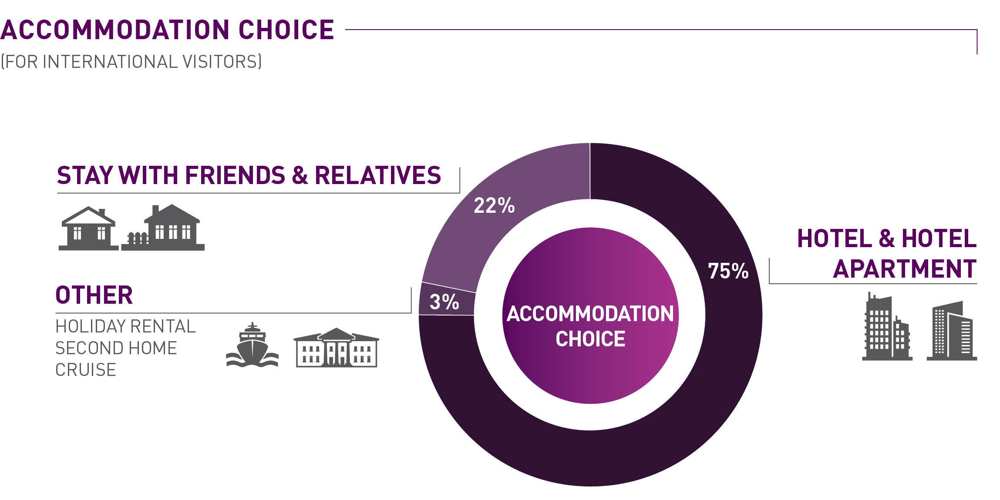 ACCOMMODATION CHOICE
(FOR INTERNATIONAL VISITORS)
STAY WITH FRIENDS & RELATIVES
22%
HOTEL & HOTEL
APARTMENT
75%
OTHER
3%
HOLIDAY RENTAL
SECOND HOME
CRUISE
ACCOMMODATION
CHOICE